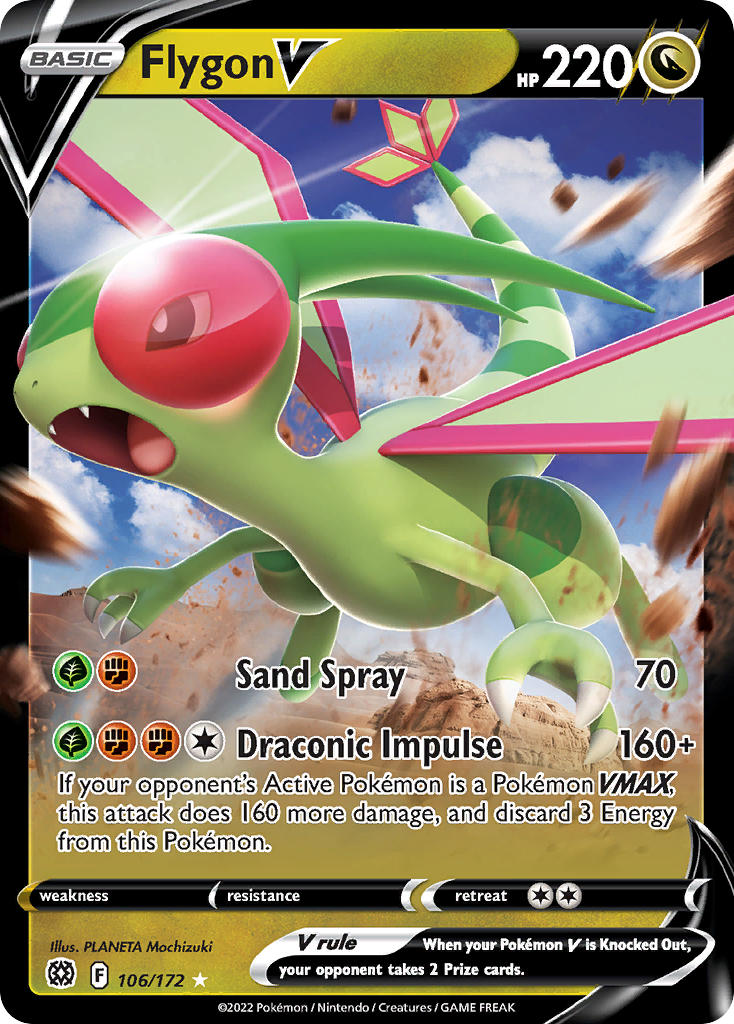 BASIC
Flygon V
HP 220
Sand Spray 70
Draconic Impulse 160+
If your opponent's Active Pokémon is a Pokémon VMAX,
this attack does 160 more damage, and discard 3 Energy
from this Pokémon.
weakness resistance retreat
Illus. PLANETA Mochizuki
V rule When your Pokémon V is Knocked Out,
your opponent takes 2 Prize cards.
F 106/172
©2022 Pokémon / Nintendo / Creatures / GAME FREAK